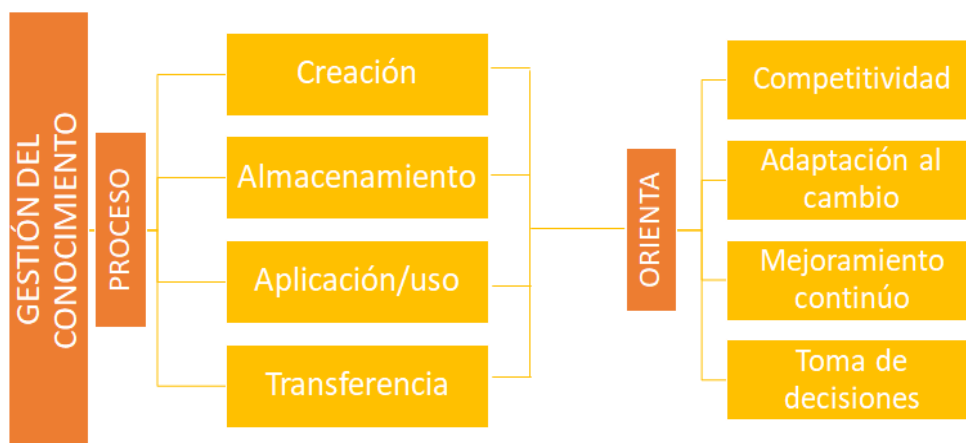 GESTIÓN DEL
CONOCIMIENTO
PROCESO
Creación
Almacenamiento
Aplicación/uso
Transferencia
ORIENTA
Competitividad
Adaptación al
cambio
Mejoramiento
continúo
Toma de
decisiones